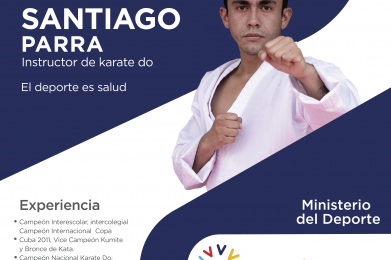 SANTIAGO
PARRA
Instructor de karate do
El deporte es salud
Experiencia
• Campeón Interescolar, intercolegial
Campeón Internacional Copa
• Cuba 2011, Vice Campeón Kumite
y Bronce de Kata.
• Campeón Nacional Karate Do,
Ministerio
del Deporte